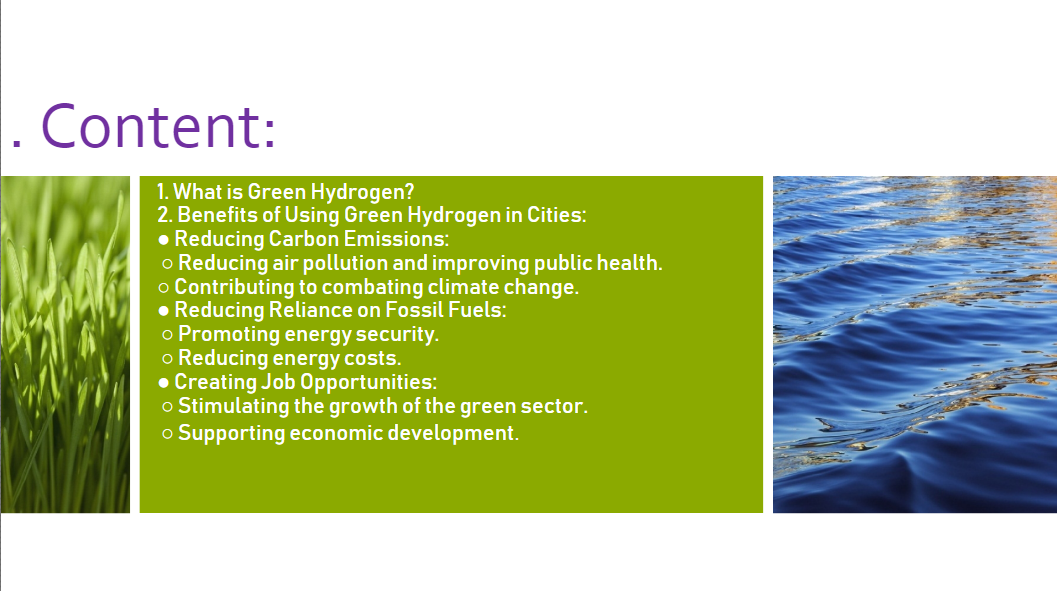 . Content:
1. What is Green Hydrogen?
2. Benefits of Using Green Hydrogen in Cities:
● Reducing Carbon Emissions:
○ Reducing air pollution and improving public health.
○ Contributing to combating climate change.
● Reducing Reliance on Fossil Fuels:
○ Promoting energy security.
○ Reducing energy costs.
● Creating Job Opportunities:
○ Stimulating the growth of the green sector.
○ Supporting economic development.